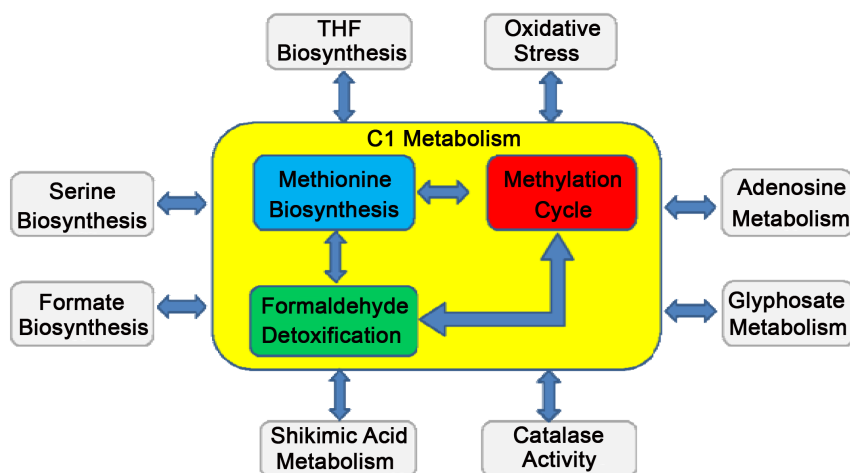 THF
Biosynthesis
Oxidative
Stress
C1 Metabolism
Serine
Biosynthesis
Methionine
Biosynthesis
Methylation
Cycle
Adenosine
Metabolism
Formate
Biosynthesis
Formaldehyde
Detoxification
Glyphosate
Metabolism
Shikimic Acid
Metabolism
Catalase
Activity